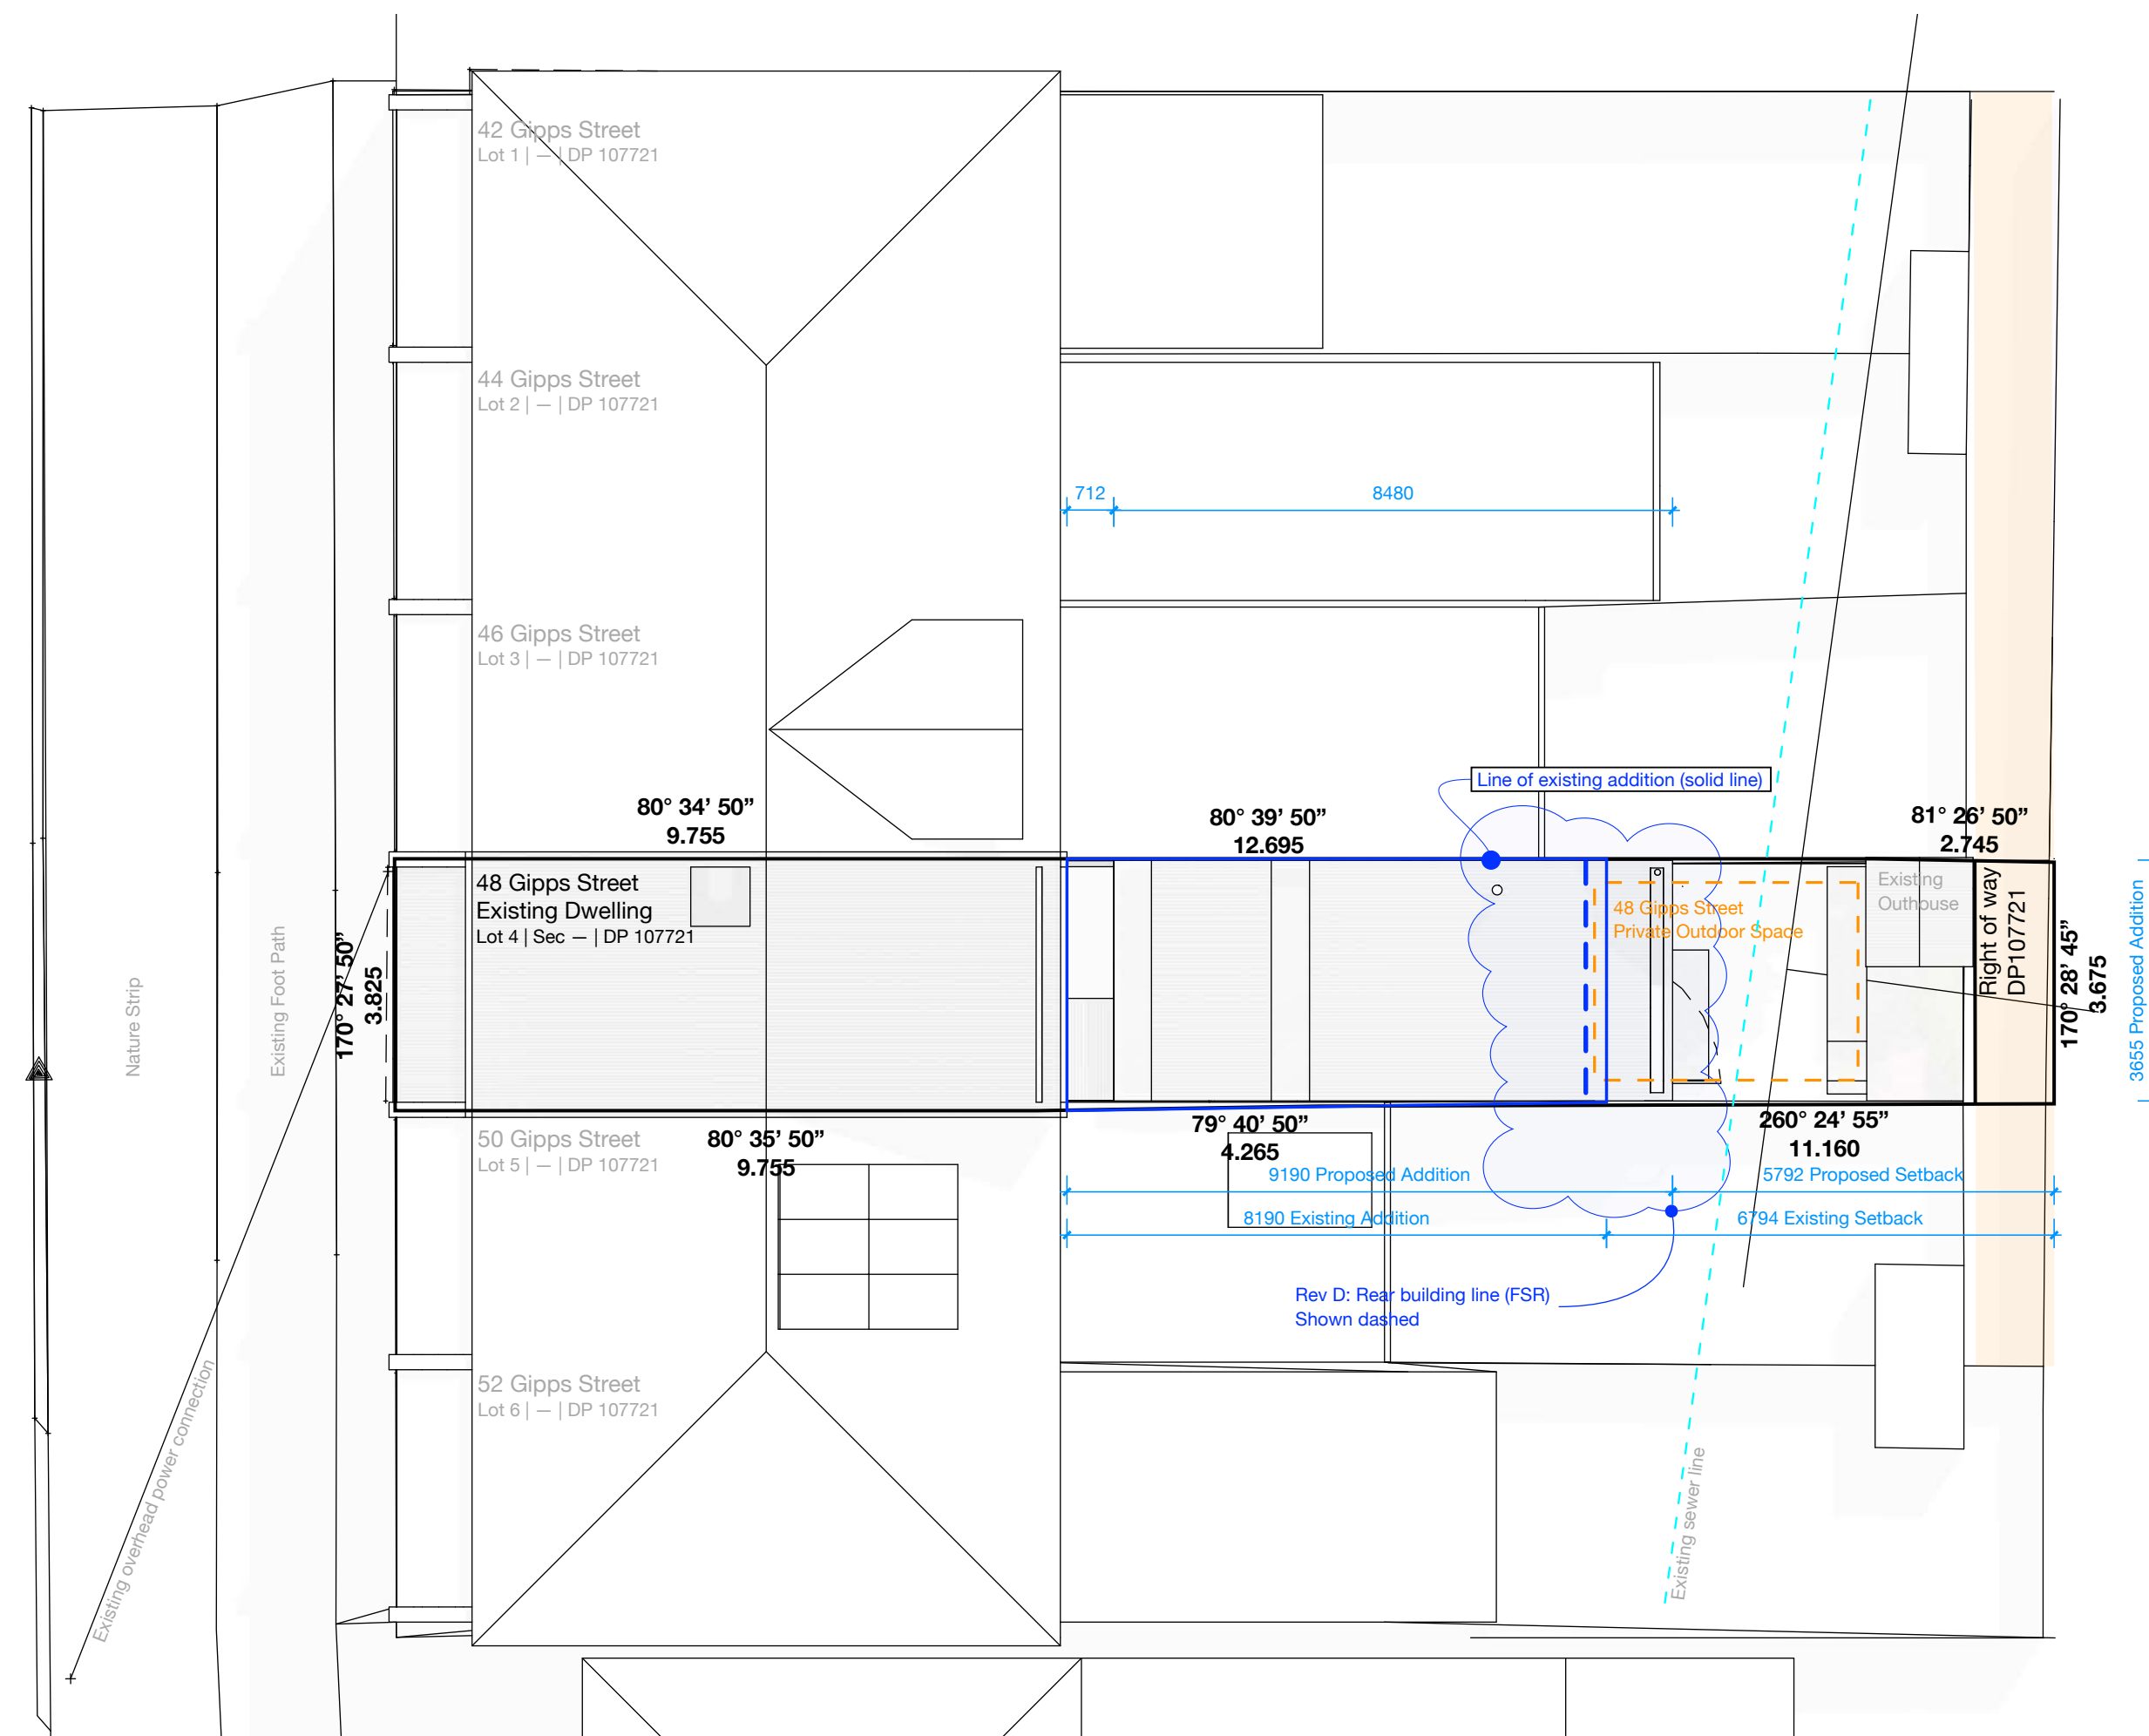 42 Gipps Street
Lot 1 | — | DP 107721
44 Gipps Street
Lot 2 | — | DP 107721
712
8480
46 Gipps Street
Lot 3 | — | DP 107721
Line of existing addition (solid line)
80° 34’ 50”
9.755
80° 39’ 50”
12.695
81° 26’ 50”
2.745
48 Gipps Street
Existing Dwelling
Lot 4 | Sec — | DP 107721
48 Gipps Street
Private Outdoor Space
Existing
Outhouse
Right of way
DP107721
170° 28’ 45”
3.675
3655 Proposed Addition
Nature Strip
Existing Foot Path
170° 27’ 50”
3.825
50 Gipps Street
Lot 5 | — | DP 107721
80° 35’ 50”
9.755
79° 40’ 50”
4.265
260° 24’ 55”
11.160
9190 Proposed Addition
5792 Proposed Setback
8190 Existing Addition
6794 Existing Setback
Rev D: Rear building line (FSR)
Shown dashed
52 Gipps Street
Lot 6 | — | DP 107721
Existing overhead power connection
Existing sewer line